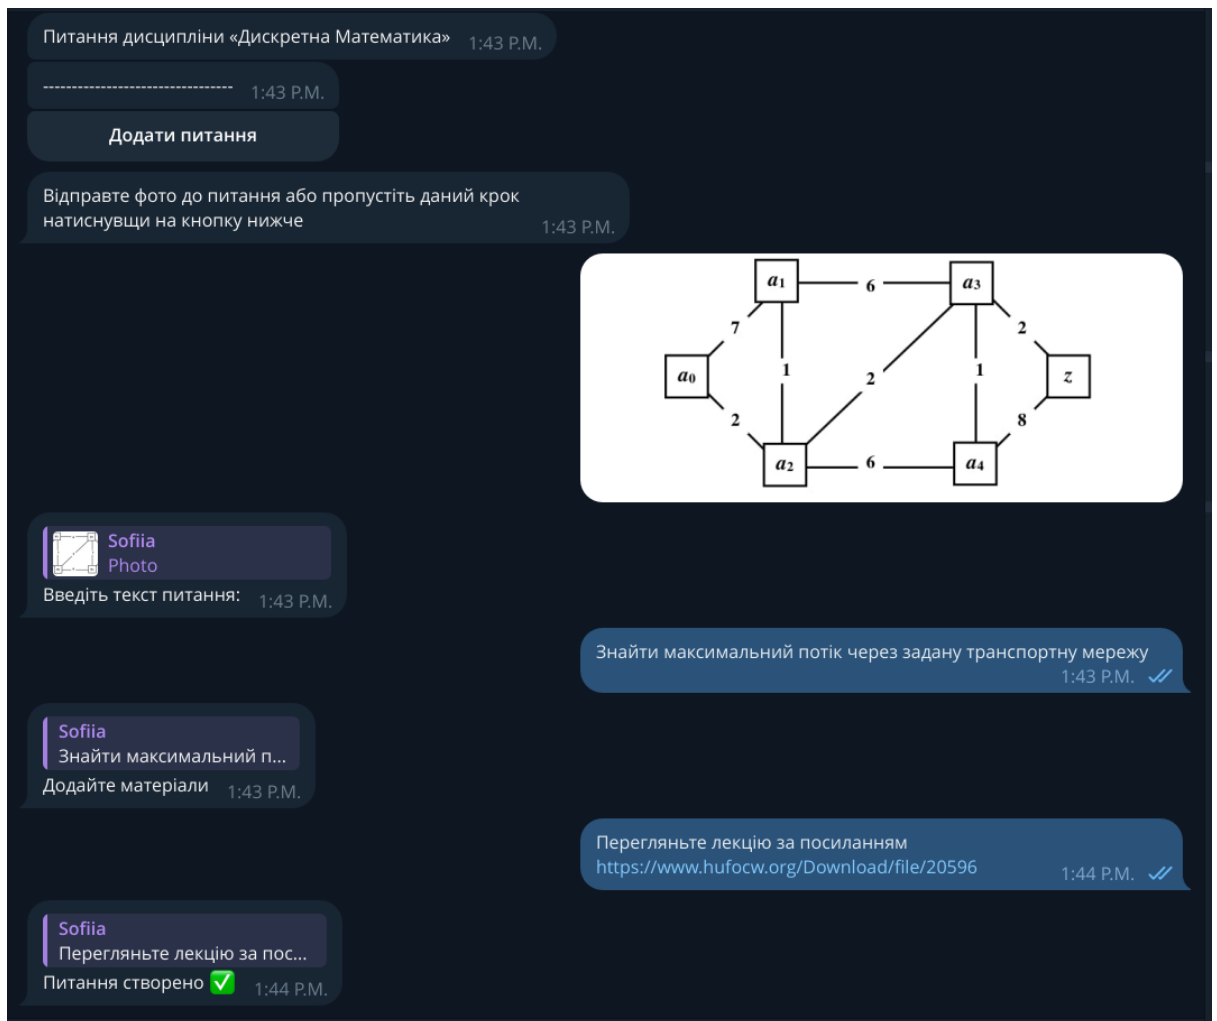 Питання дисципліни «Дискретна Математика» 1:43 P.M.
--------------------------------- 1:43 P.M.
Додати питання
Відправте фото до питання або пропустіть даний крок
натиснувщи на кнопку нижче 1:43 P.M.
a1 6 a3
7 2
a0 1 2 1 z
2 8
a2 6 a4
Sofiia
Photo
Введіть текст питання: 1:43 P.M.
Знайти максимальний потік через задану транспортну мережу
1:43 P.M.
Sofiia
Знайти максимальний п...
Додайте матеріали 1:43 P.M.
Перегляньте лекцію за посиланням
https://www.hufocw.org/Download/file/20596 1:44 P.M.
Sofiia
Перегляньте лекцію за пос...
Питання створено ✅ 1:44 P.M.